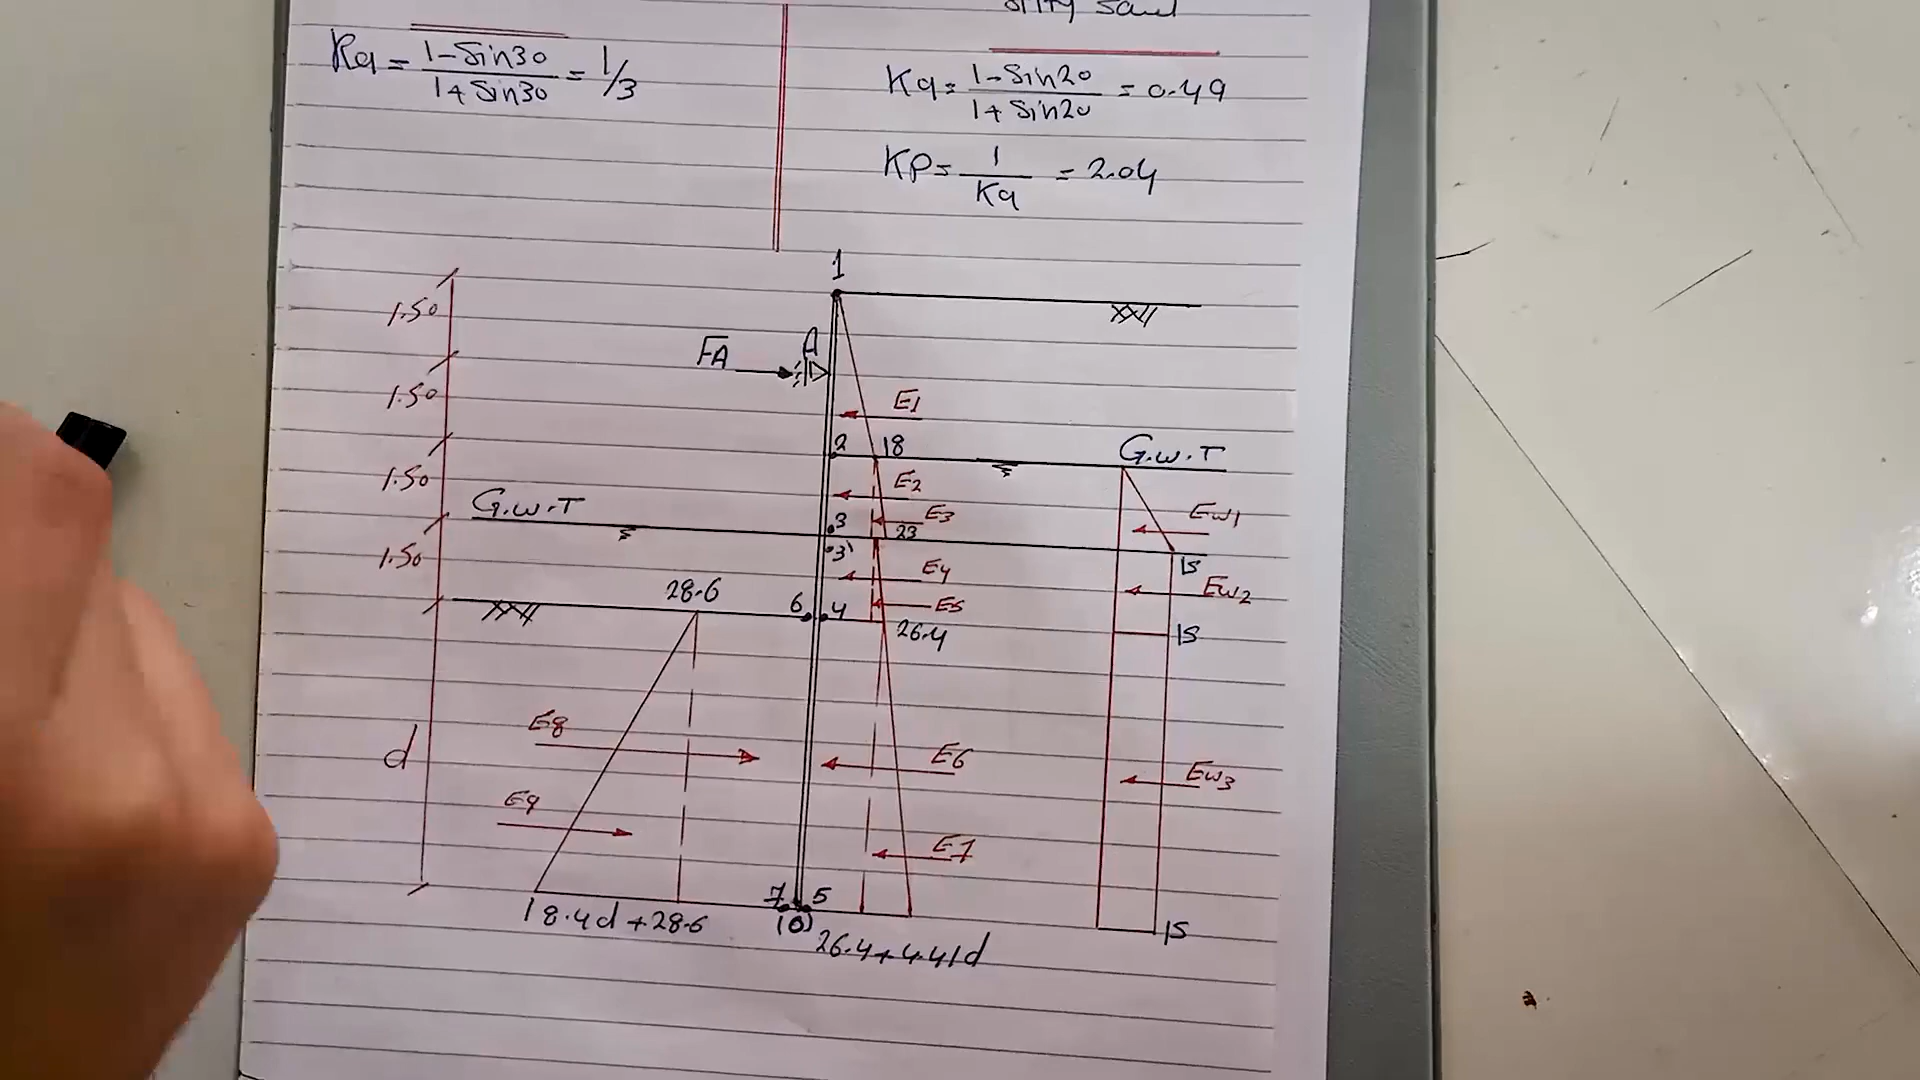 silty sand
Ka = 1-Sin30 / 1+Sin30 = 1/3
Ka = 1-Sin20 / 1+Sin20 = 0.49
KP = 1 / Ka = 2.04
1
1.50
A
FA
1.50
E1
2
18
G.W.T
1.50
E2
G.W.T
3
E3
23
Ew1
3'
1.50
E4
15
Ew2
28.6
6
4
E5
26.4
15
E8
d
E6
Ew3
E9
E7
7
5
18.4d+28.6
(0)
26.4+4.41d
15